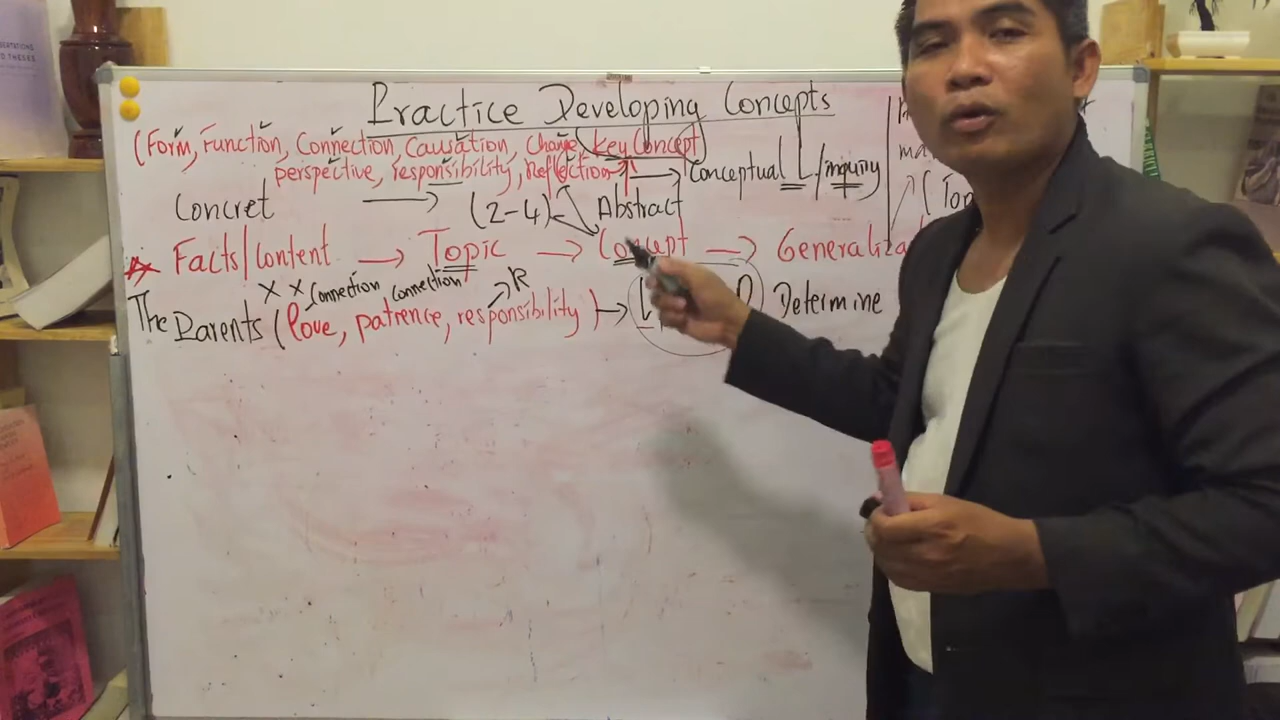 Practice Developing Concepts
(Form, Function, Connection Causation, Change, Key Concept)
perspective, responsibility, Reflection → Conceptual L/inquiry
Concret → (2-4) Abstract
Facts/Content → Topic → Concept → Generaliza
X X Connection Connection R
The Parents (love, patience, responsibility) → L Determine
(Top